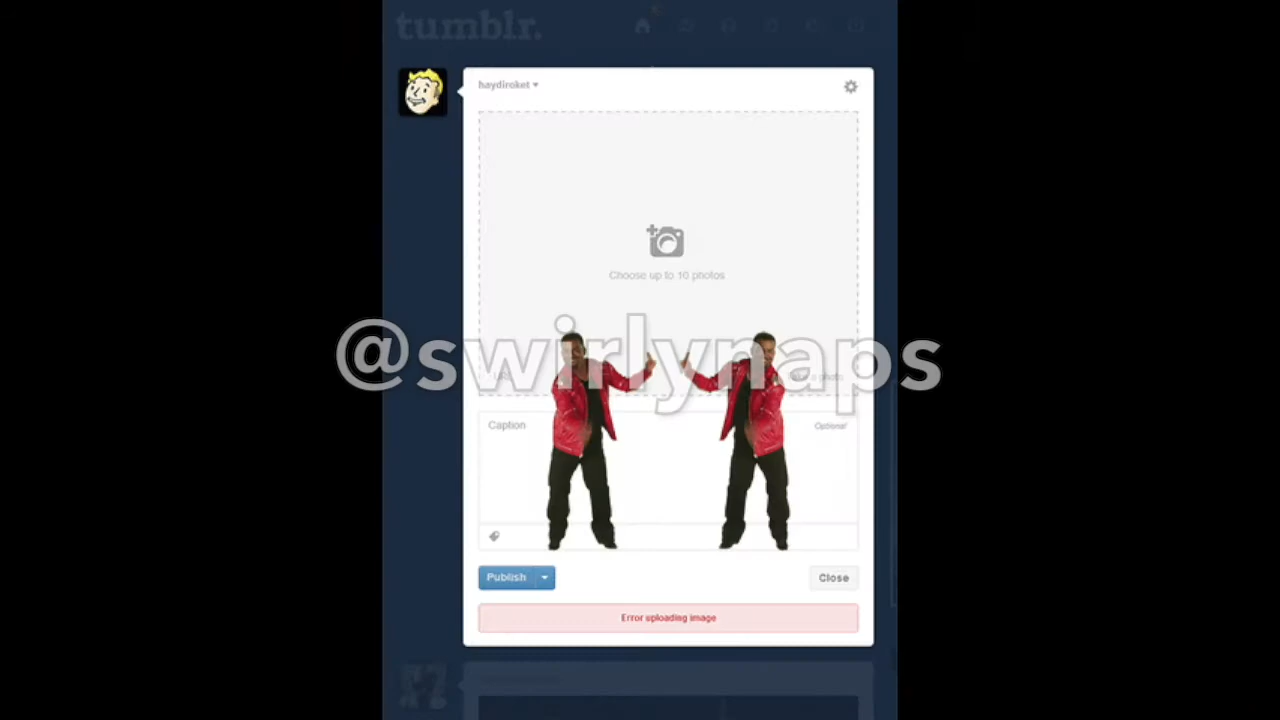 tumblr.
haydiroket
Choose up to 10 photos
@swirlynaps
Caption
Optional
Publish
Close
Error uploading image